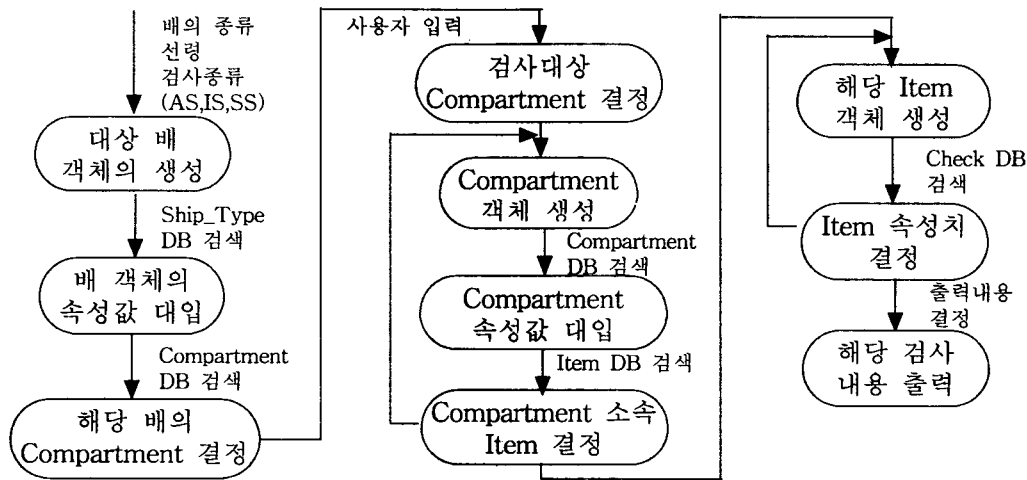 배의 종류
선령
검사종류
(AS,IS,SS)
대상 배
객체의 생성
Ship_Type
DB 검색
배 객체의
속성값 대입
Compartment
DB 검색
해당 배의
Compartment 결정
사용자 입력
검사대상
Compartment 결정
Compartment
객체 생성
Compartment
DB 검색
Compartment
속성값 대입
Item DB 검색
Compartment 소속
Item 결정
해당 Item
객체 생성
Check DB
검색
Item 속성치
결정
출력내용
결정
해당 검사
내용 출력